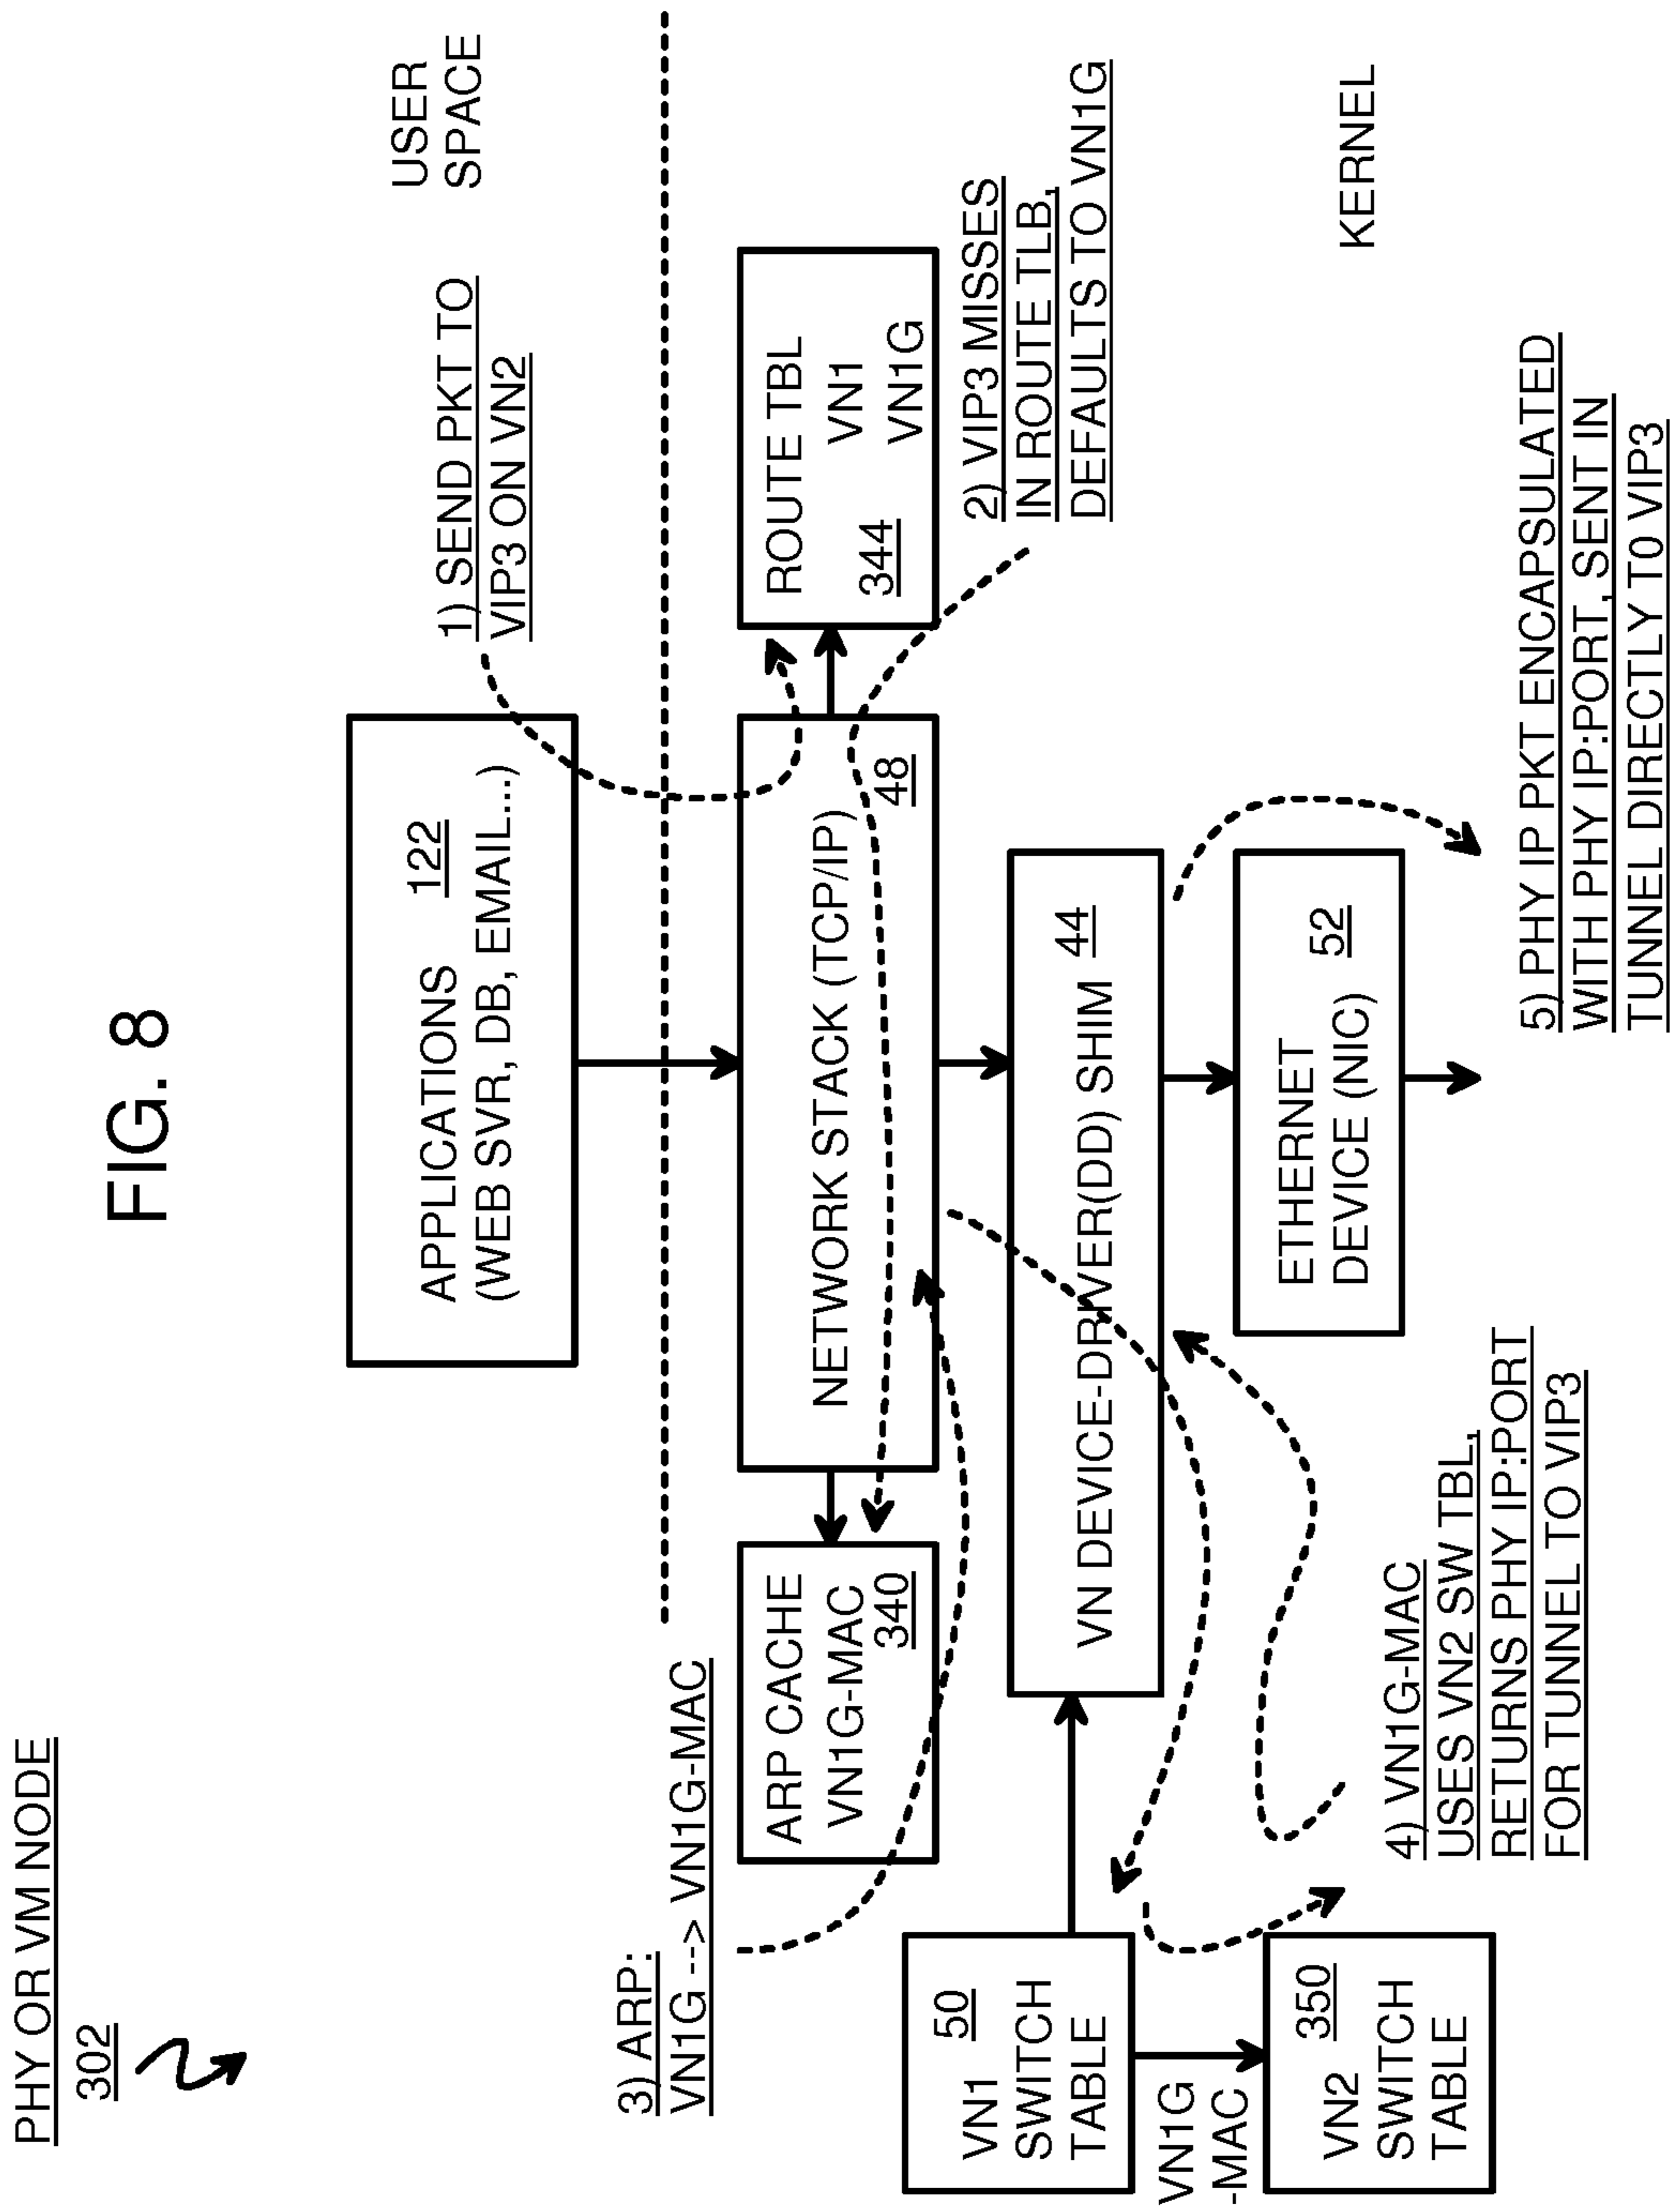 FIG. 8
PHY OR VM NODE
302
APPLICATIONS 122
(WEB SVR, DB, EMAIL...)
1) SEND PKT TO
VIP3 ON VN2
USER
SPACE
3) ARP:
VN1G --> VN1G-MAC
ARP CACHE
VN1G-MAC
340
NETWORK STACK (TCP/IP)
48
ROUTE TBL
VN1
344 VN1G
2) VIP3 MISSES
IN ROUTE TLB,
DEFAULTS TO VN1G
VN1 50
SWITCH
TABLE
VN DEVICE-DRIVER(DD) SHIM 44
VN1G
-MAC
VN2 350
SWITCH
TABLE
ETHERNET
DEVICE (NIC) 52
KERNEL
4) VN1G-MAC
USES VN2 SW TBL,
RETURNS PHY IP:PORT
FOR TUNNEL TO VIP3
5) PHY IP PKT ENCAPSULATED
WITH PHY IP:PORT, SENT IN
TUNNEL DIRECTLY T0 VIP3